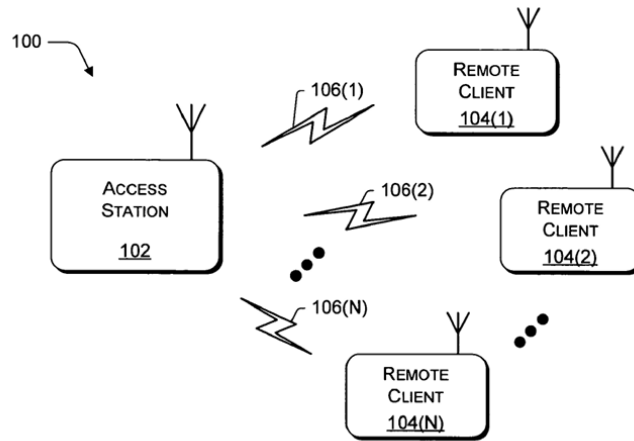 100
106(1)
REMOTE
CLIENT
104(1)
ACCESS
STATION
102
106(2)
REMOTE
CLIENT
104(2)
106(N)
REMOTE
CLIENT
104(N)